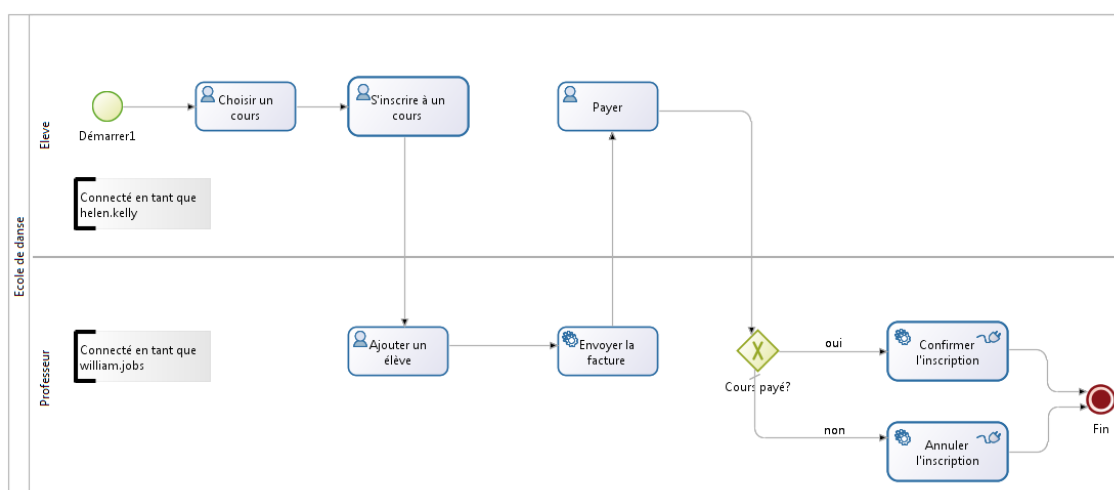 Ecole de danse
Eleve
Démarrer1
Choisir un
cours
S'inscrire à un
cours
Payer
Connecté en tant que
helen.kelly
Professeur
Connecté en tant que
william.jobs
Ajouter un
élève
Envoyer la
facture
Cours payé?
oui
non
Confirmer
l'inscription
Annuler
l'inscription
Fin